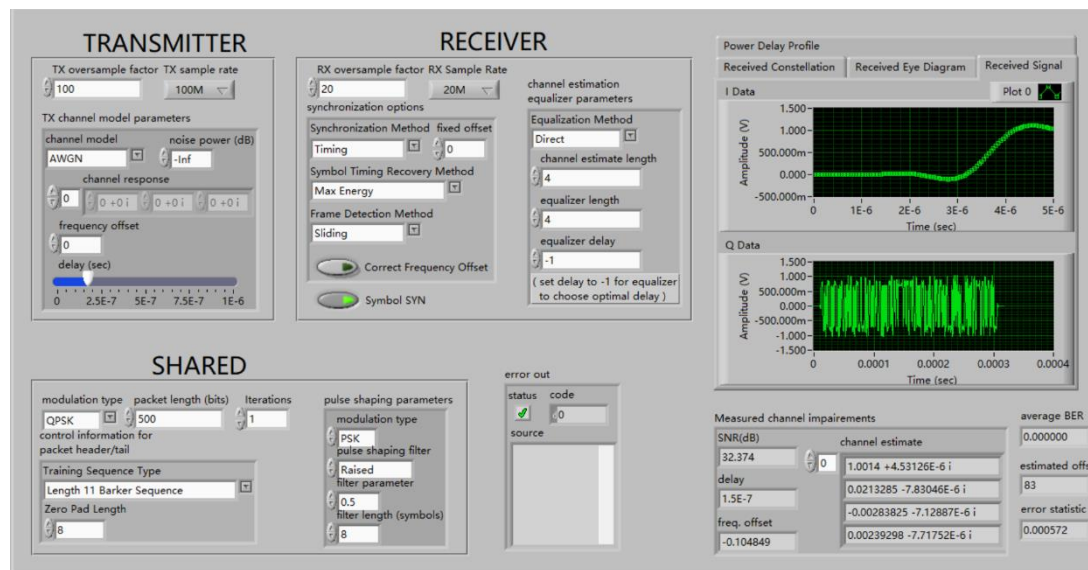 TRANSMITTER
TX oversample factor TX sample rate
100 100M
TX channel model parameters
channel model noise power (dB)
AWGN -Inf
channel response
0 0 +0 i 0 +0 i 0 +0 i
frequency offset
0
delay (sec)
0 2.5E-7 5E-7 7.5E-7 1E-6
RECEIVER
RX oversample factor RX Sample Rate
20 20M
synchronization options
Synchronization Method fixed offset
Timing 0
Symbol Timing Recovery Method
Max Energy
Frame Detection Method
Sliding
Correct Frequency Offset
Symbol SYN
channel estimation
equalizer parameters
Equalization Method
Direct
channel estimate length
4
equalizer length
4
equalizer delay
-1
( set delay to -1 for equalizer
to choose optimal delay )
Power Delay Profile
Received Constellation Received Eye Diagram Received Signal
I Data Plot 0
Amplitude (V)
1.500
1.000
500.000m
0.000
-500.000m
0 1E-6 2E-6 3E-6 4E-6 5E-6
Time (sec)
Q Data
Amplitude (V)
1.500
1.000
500.000m
0.000
-500.000m
-1.000
-1.500
0 0.0001 0.0002 0.0003 0.0004
Time (sec)
SHARED
modulation type packet length (bits) Iterations
QPSK 500 1
control information for
packet header/tail
Training Sequence Type
Length 11 Barker Sequence
Zero Pad Length
8
pulse shaping parameters
modulation type
PSK
pulse shaping filter
Raised
filter parameter
0.5
filter length (symbols)
8
error out
status code
0
source
Measured channel impairements
SNR(dB)
32.374
delay
1.5E-7
freq. offset
-0.104849
channel estimate
0
1.0014 +4.53126E-6 i
0.0213285 -7.83046E-6 i
-0.00283825 -7.12887E-6 i
0.00239298 -7.71752E-6 i
average BER
0.000000
estimated offs
83
error statistic
0.000572